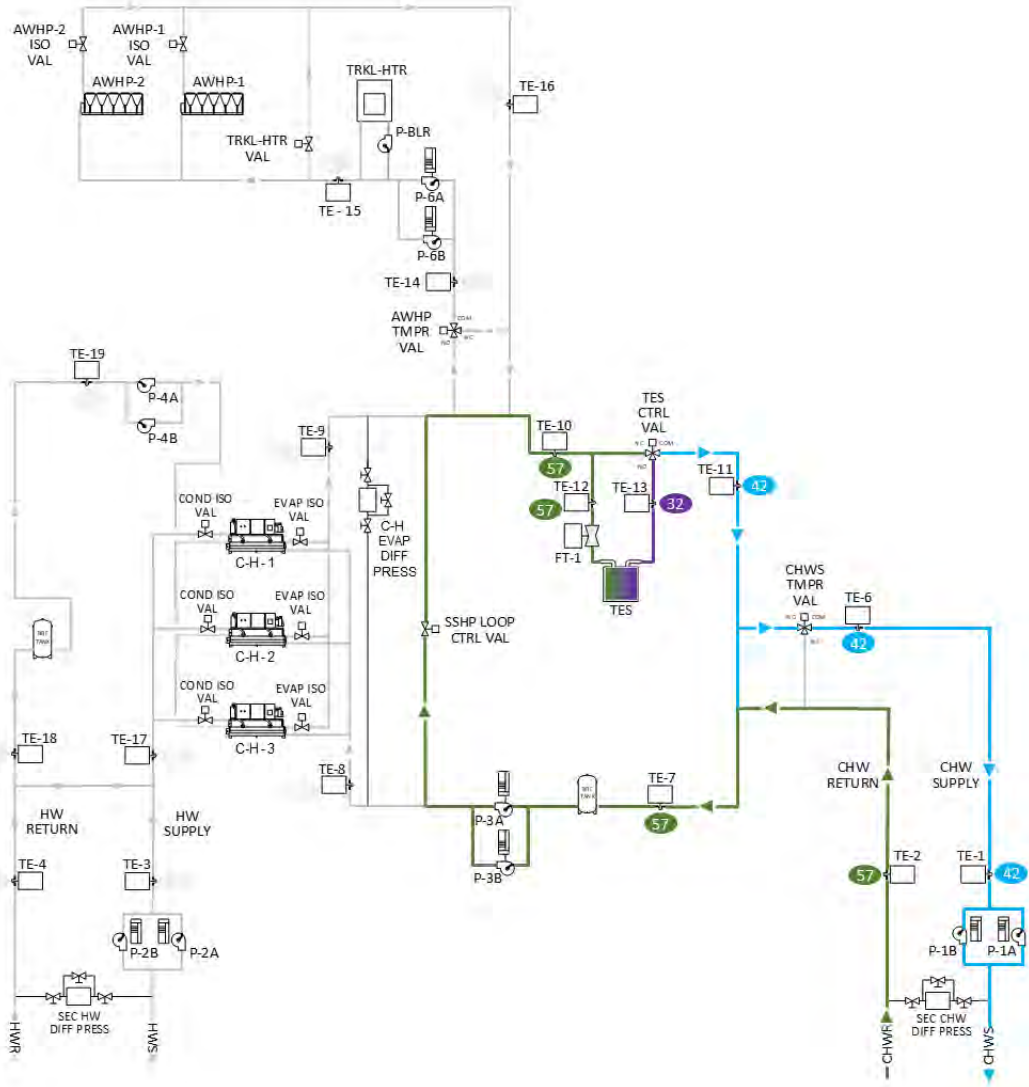 AWHP-2
ISO
VAL
AWHP-1
ISO
VAL
AWHP-2
AWHP-1
TRKL-HTR
TE-16
P-BLR
TRKL-HTR
VAL
P-6A
TE - 15
P-6B
TE-14
AWHP
TMPR
VAL
COM
NC
NO
TE-19
P-4A
P-4B
TE-9
TE-10
TES
CTRL
VAL
N C
COM
NO
57
TE-11
42
TE-12
57
TE-13
32
COND ISO
VAL
EVAP ISO
VAL
C-H - 1
C-H
EVAP
DIFF
PRESS
FT-1
TES
CHWS
TMPR
VAL
N C
COM
TE-6
42
COND ISO
VAL
EVAP ISO
VAL
C-H - 2
SSHP LOOP
CTRL VAL
COND ISO
VAL
EVAP ISO
VAL
C-H - 3
TANK
TE-18
TE-17
TE-8
TE-7
57
TANK
CHW
RETURN
CHW
SUPPLY
HW
RETURN
HW
SUPPLY
P-3A
P-3B
TE-4
TE-3
57
TE-2
TE-1
42
P-2B
P-2A
P-1B
P-1A
SEC HW
DIFF PRESS
SEC CHW
DIFF PRESS
HWR
HWS
CHWR
CHWS